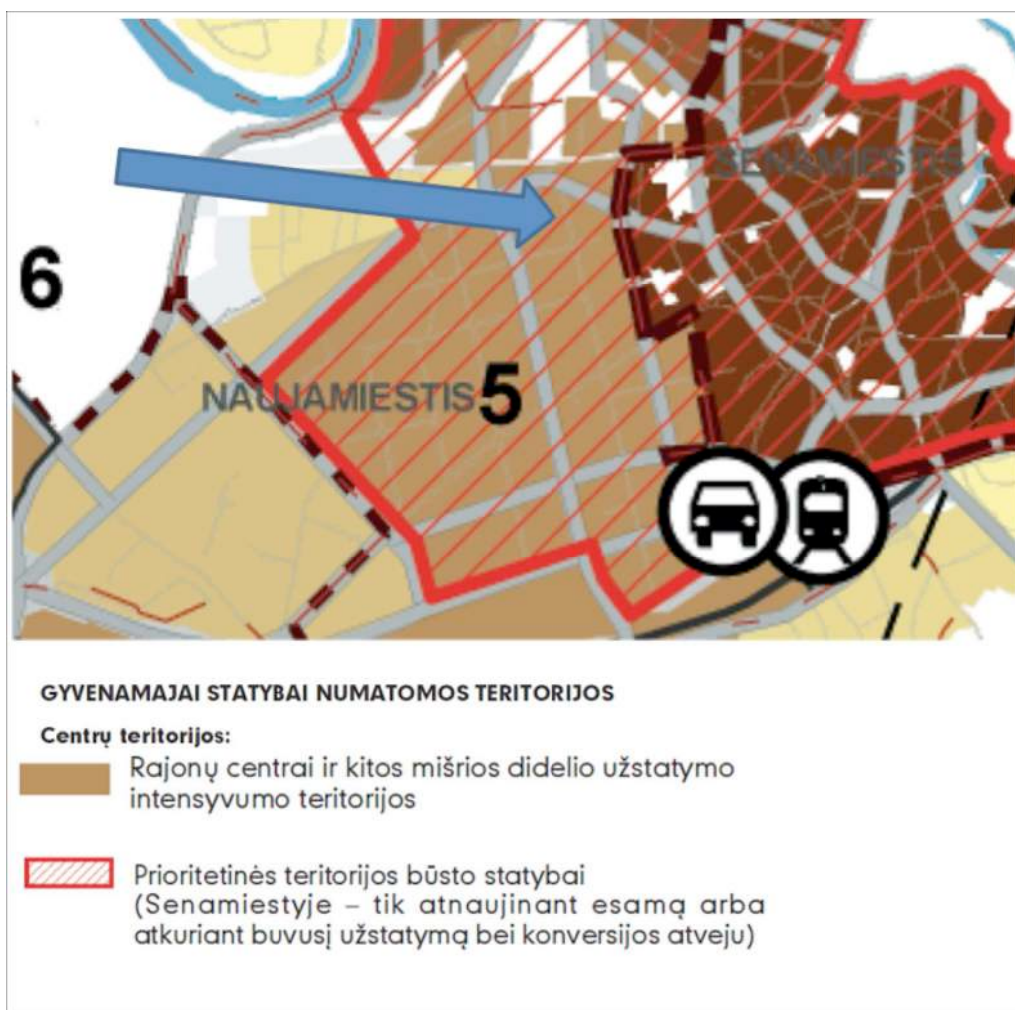 SENAMIESTIS
6
NAUJAMIESTIS 5
GYVENAMAJAI STATYBAI NUMATOMOS TERITORIJOS
Centrų teritorijos:
Rajonų centrai ir kitos mišrios didelio užstatymo
intensyvumo teritorijos
Prioritetinės teritorijos būsto statybai
(Senamiestyje – tik atnaujinant esamą arba
atkuriant buvusį užstatymą bei konversijos atveju)